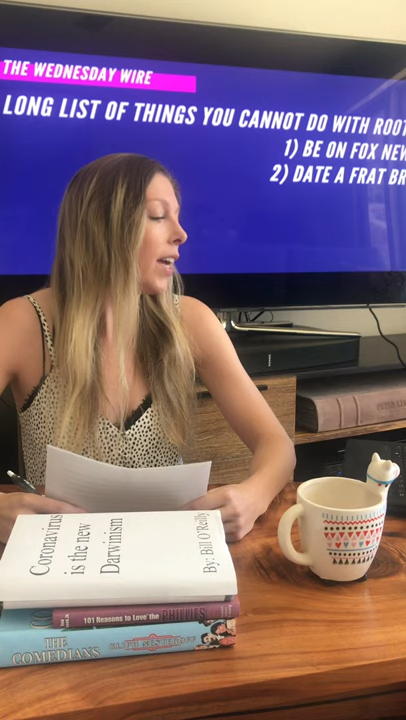 THE WEDNESDAY WIRE
LONG LIST OF THINGS YOU CANNOT DO WITH ROOT
1) BE ON FOX NEW
2) DATE A FRAT BR
Coronavirus
is the new
Darwinism
By: Bill O'Reilly
101 Reasons to Love the PHILLIES
THE
COMEDIANS